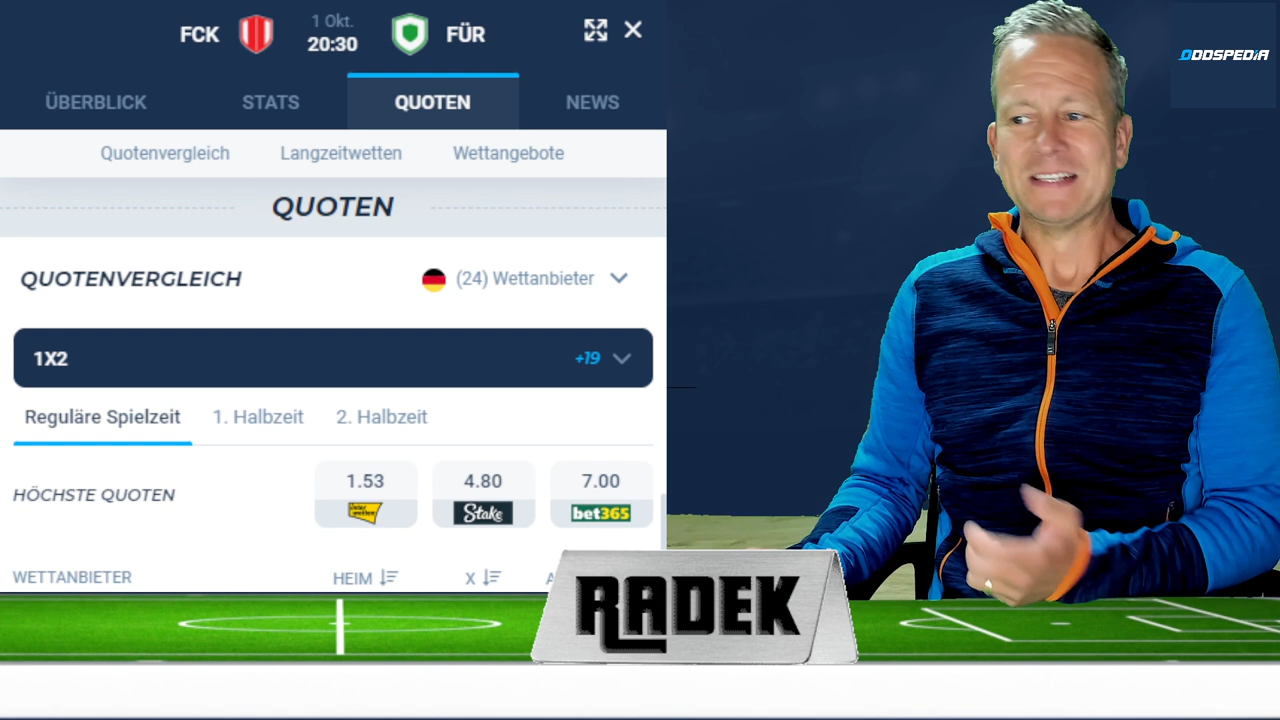 FCK
1 Okt.
20:30
FÜR
ÜBERBLICK
STATS
QUOTEN
NEWS
Quotenvergleich
Langzeitwetten
Wettangebote
QUOTEN
QUOTENVERGLEICH
(24) Wettanbieter
1X2
+19
Reguläre Spielzeit
1. Halbzeit
2. Halbzeit
HÖCHSTE QUOTEN
1.53
4.80
7.00
inter wetten
Stake
bet365
WETTANBIETER
HEIM
X
A
RADEK
ODDSPEDIA